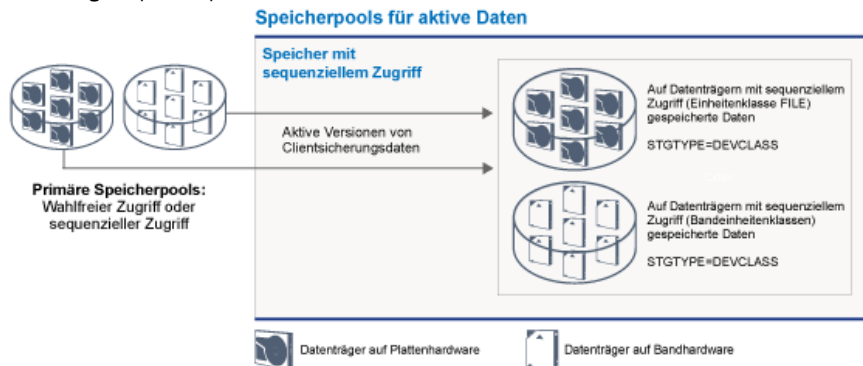 Speicherpools für aktive Daten
Speicher mit
sequenziellem Zugriff
Auf Datenträgern mit sequenziellem
Zugriff (Einheitenklasse FILE)
gespeicherte Daten
STGTYPE=DEVCLASS
Aktive Versionen von
Clientsicherungsdaten
Primäre Speicherpools:
Wahlfreier Zugriff oder
sequenzieller Zugriff
Auf Datenträgern mit sequenziellem
Zugriff (Bandeinheitenklassen)
gespeicherte Daten
STGTYPE=DEVCLASS
Datenträger auf Plattenhardware
Datenträger auf Bandhardware